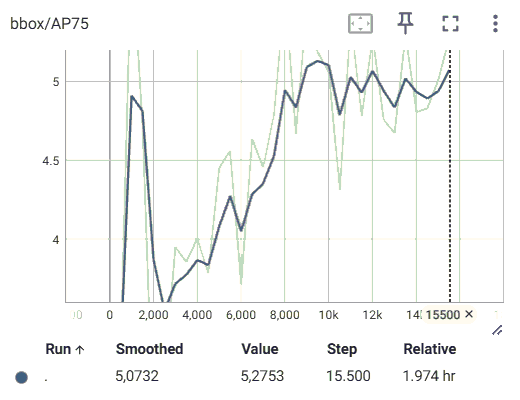 bbox/AP75
5
4.5
4
0 2,000 4,000 6,000 8,000 10k 12k 15500 ✕
Run ↑ Smoothed Value Step Relative
. 5,0732 5,2753 15.500 1.974 hr